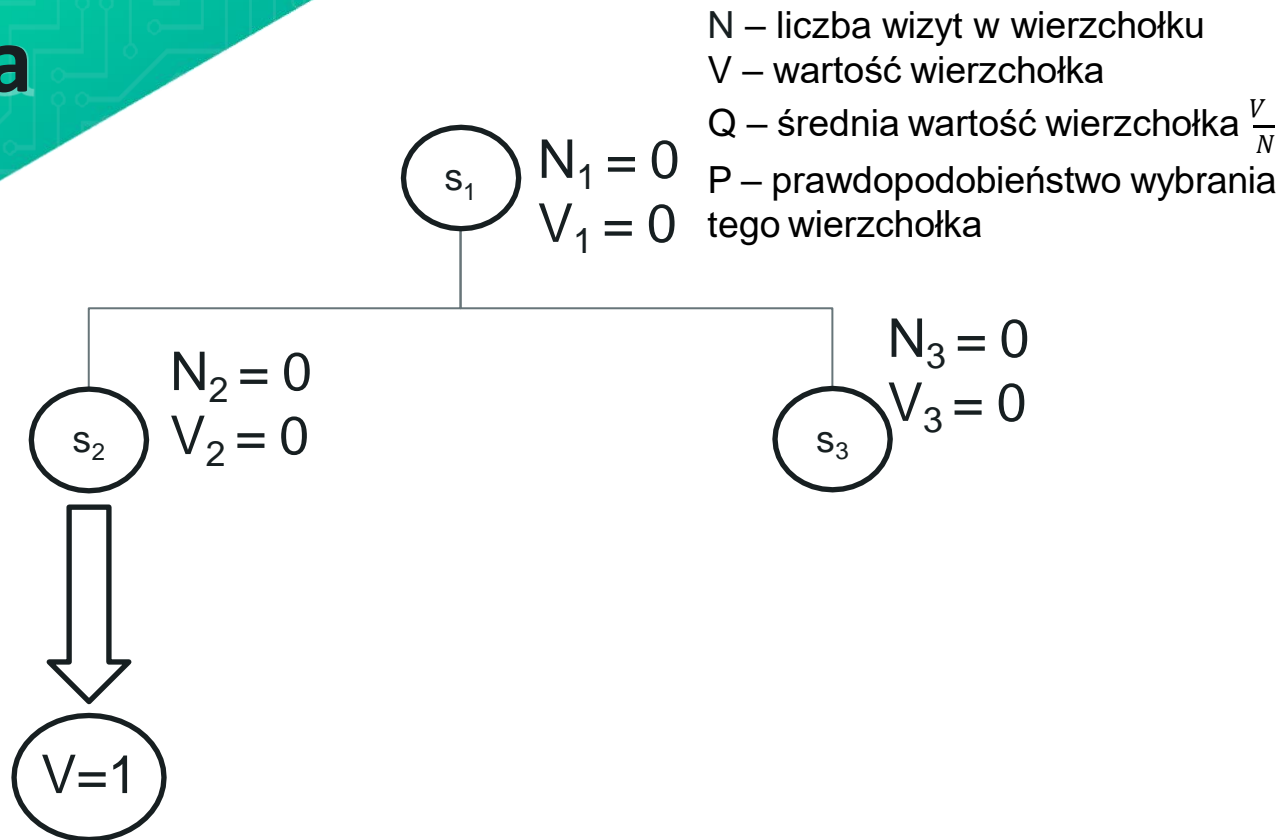 a
N – liczba wizyt w wierzchołku
V – wartość wierzchołka
Q – średnia wartość wierzchołka V/N
P – prawdopodobieństwo wybrania
tego wierzchołka
s₁
N₁ = 0
V₁ = 0
N₂ = 0
V₂ = 0
s₂
N₃ = 0
V₃ = 0
s₃
V=1